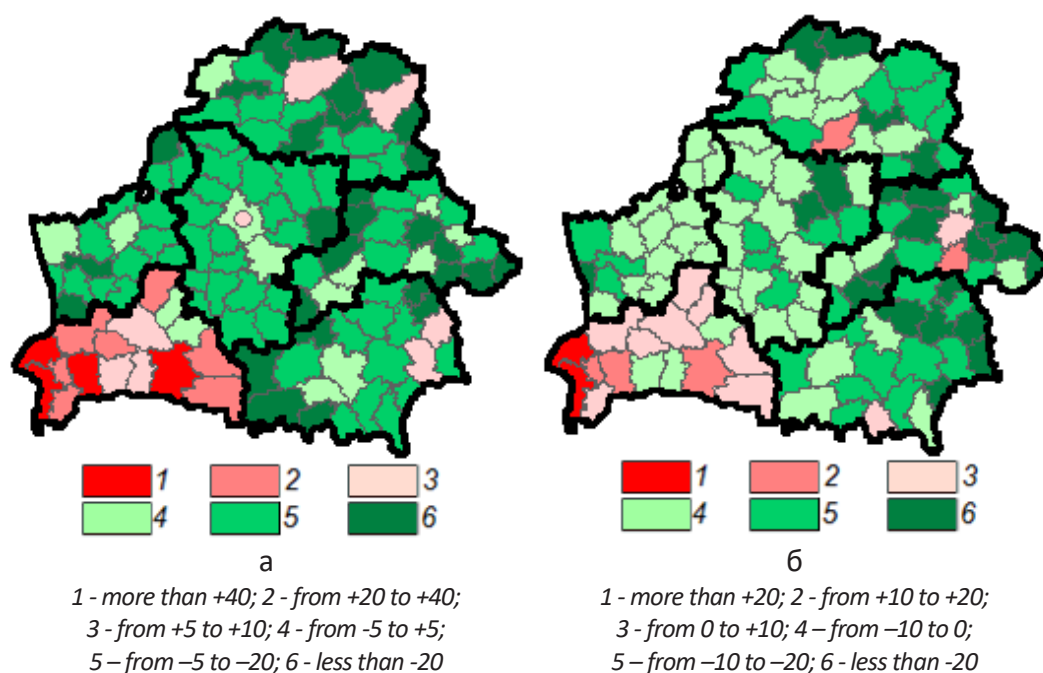 1 2 3
4 5 6
а
1 - more than +40; 2 - from +20 to +40;
3 - from +5 to +10; 4 - from -5 to +5;
5 – from –5 to –20; 6 - less than -20
1 2 3
4 5 6
б
1 - more than +20; 2 - from +10 to +20;
3 - from 0 to +10; 4 – from –10 to 0;
5 – from –10 to –20; 6 - less than -20